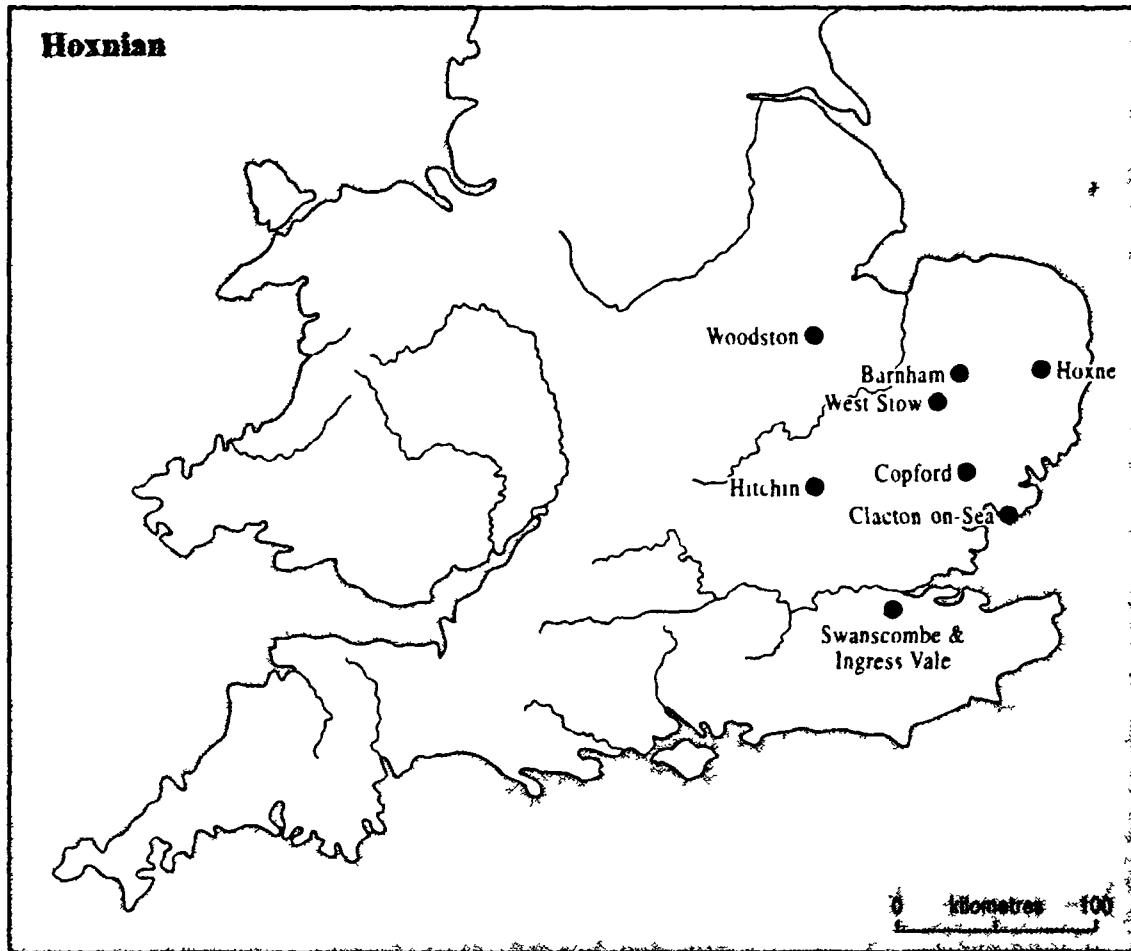 Hoxnian
Woodston
Barnham
Hoxne
West Stow
Copford
Hitchin
Clacton on-Sea
Swanscombe &
Ingress Vale
0 kilometres 100